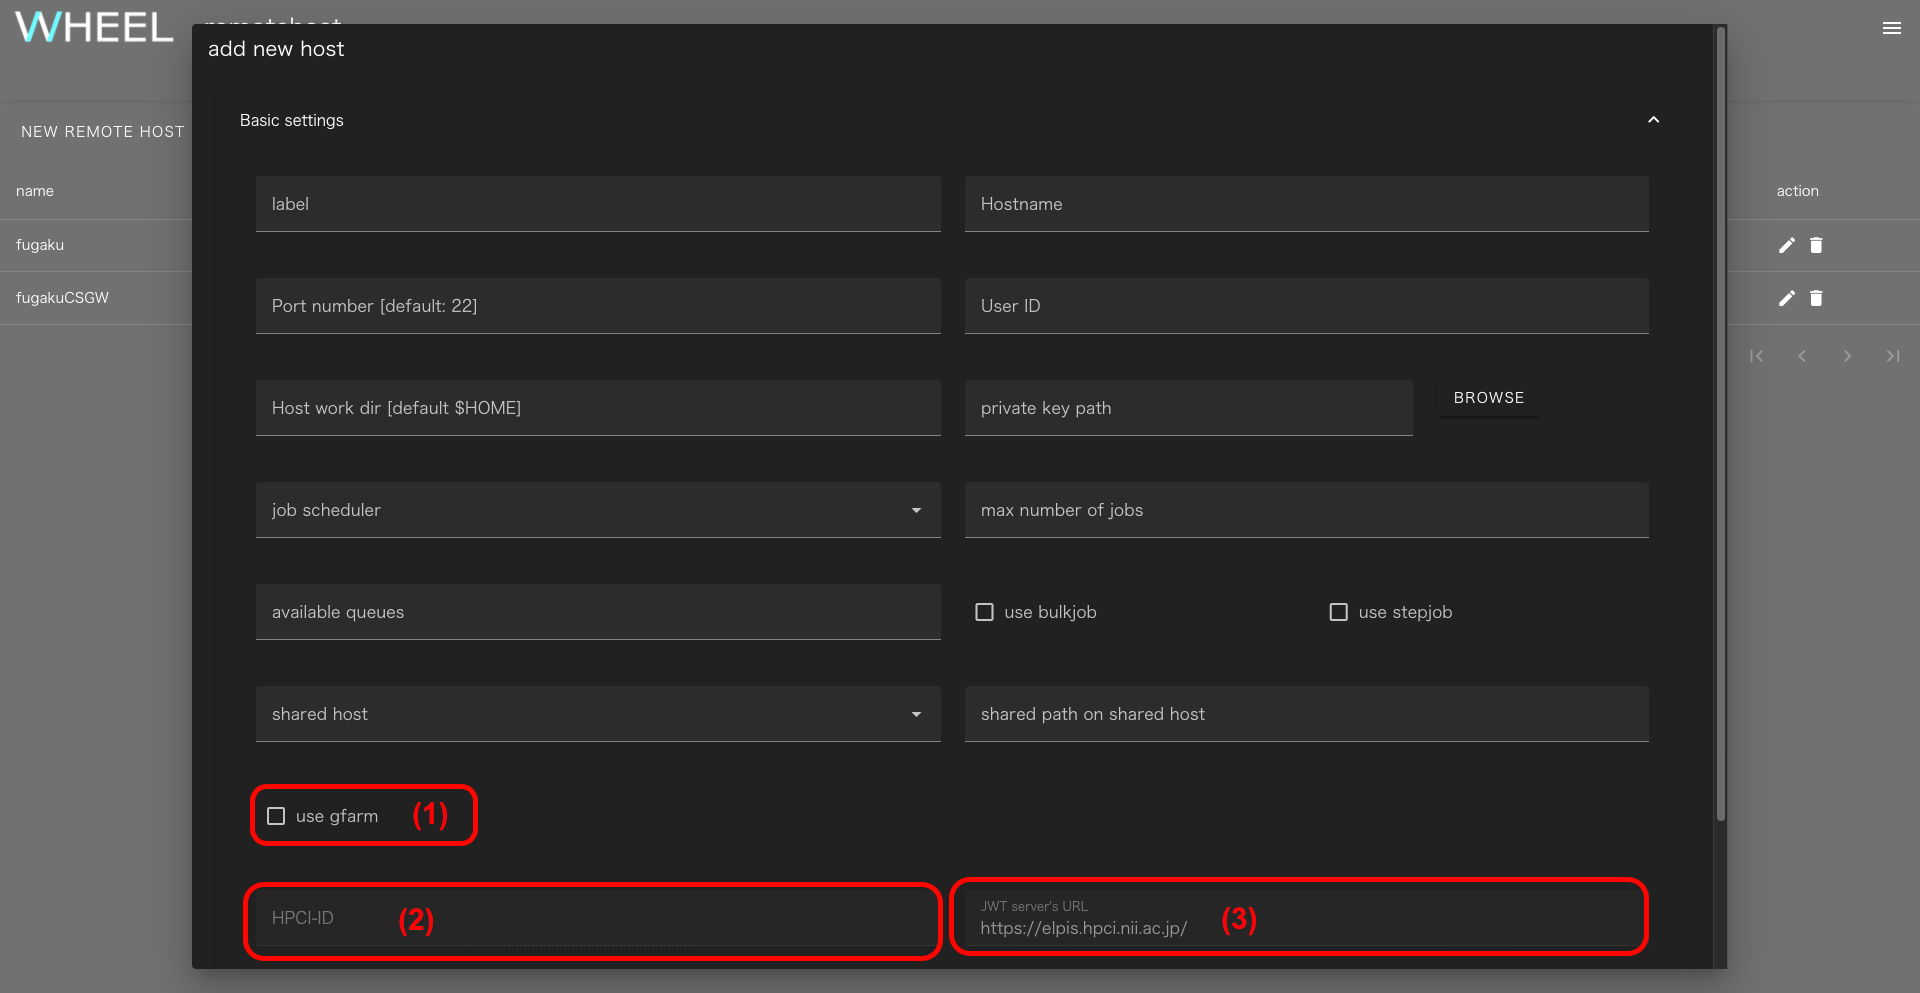 WHEEL
remotehost
add new host
Basic settings
NEW REMOTE HOST
name
action
label
Hostname
fugaku
fugakuCSGW
Port number [default: 22]
User ID
Host work dir [default $HOME]
private key path
BROWSE
job scheduler
max number of jobs
available queues
use bulkjob
use stepjob
shared host
shared path on shared host
use gfarm
(1)
HPCI-ID
(2)
JWT server's URL
https://elpis.hpci.nii.ac.jp/
(3)